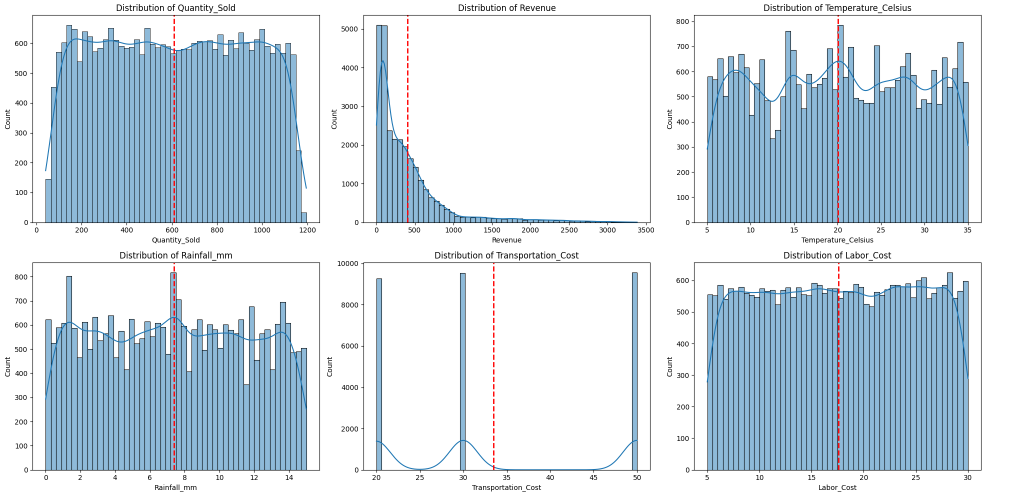 Distribution of Quantity_Sold
Count
600
500
400
300
200
100
0
0 200 400 600 800 1000 1200
Quantity_Sold
Distribution of Revenue
Count
5000
4000
3000
2000
1000
0
0 500 1000 1500 2000 2500 3000 3500
Revenue
Distribution of Temperature_Celsius
Count
800
700
600
500
400
300
200
100
0
5 10 15 20 25 30 35
Temperature_Celsius
Distribution of Rainfall_mm
Count
800
700
600
500
400
300
200
100
0
0 2 4 6 8 10 12 14
Rainfall_mm
Distribution of Transportation_Cost
Count
10000
8000
6000
4000
2000
0
20 25 30 35 40 45 50
Transportation_Cost
Distribution of Labor_Cost
Count
600
500
400
300
200
100
0
5 10 15 20 25 30
Labor_Cost